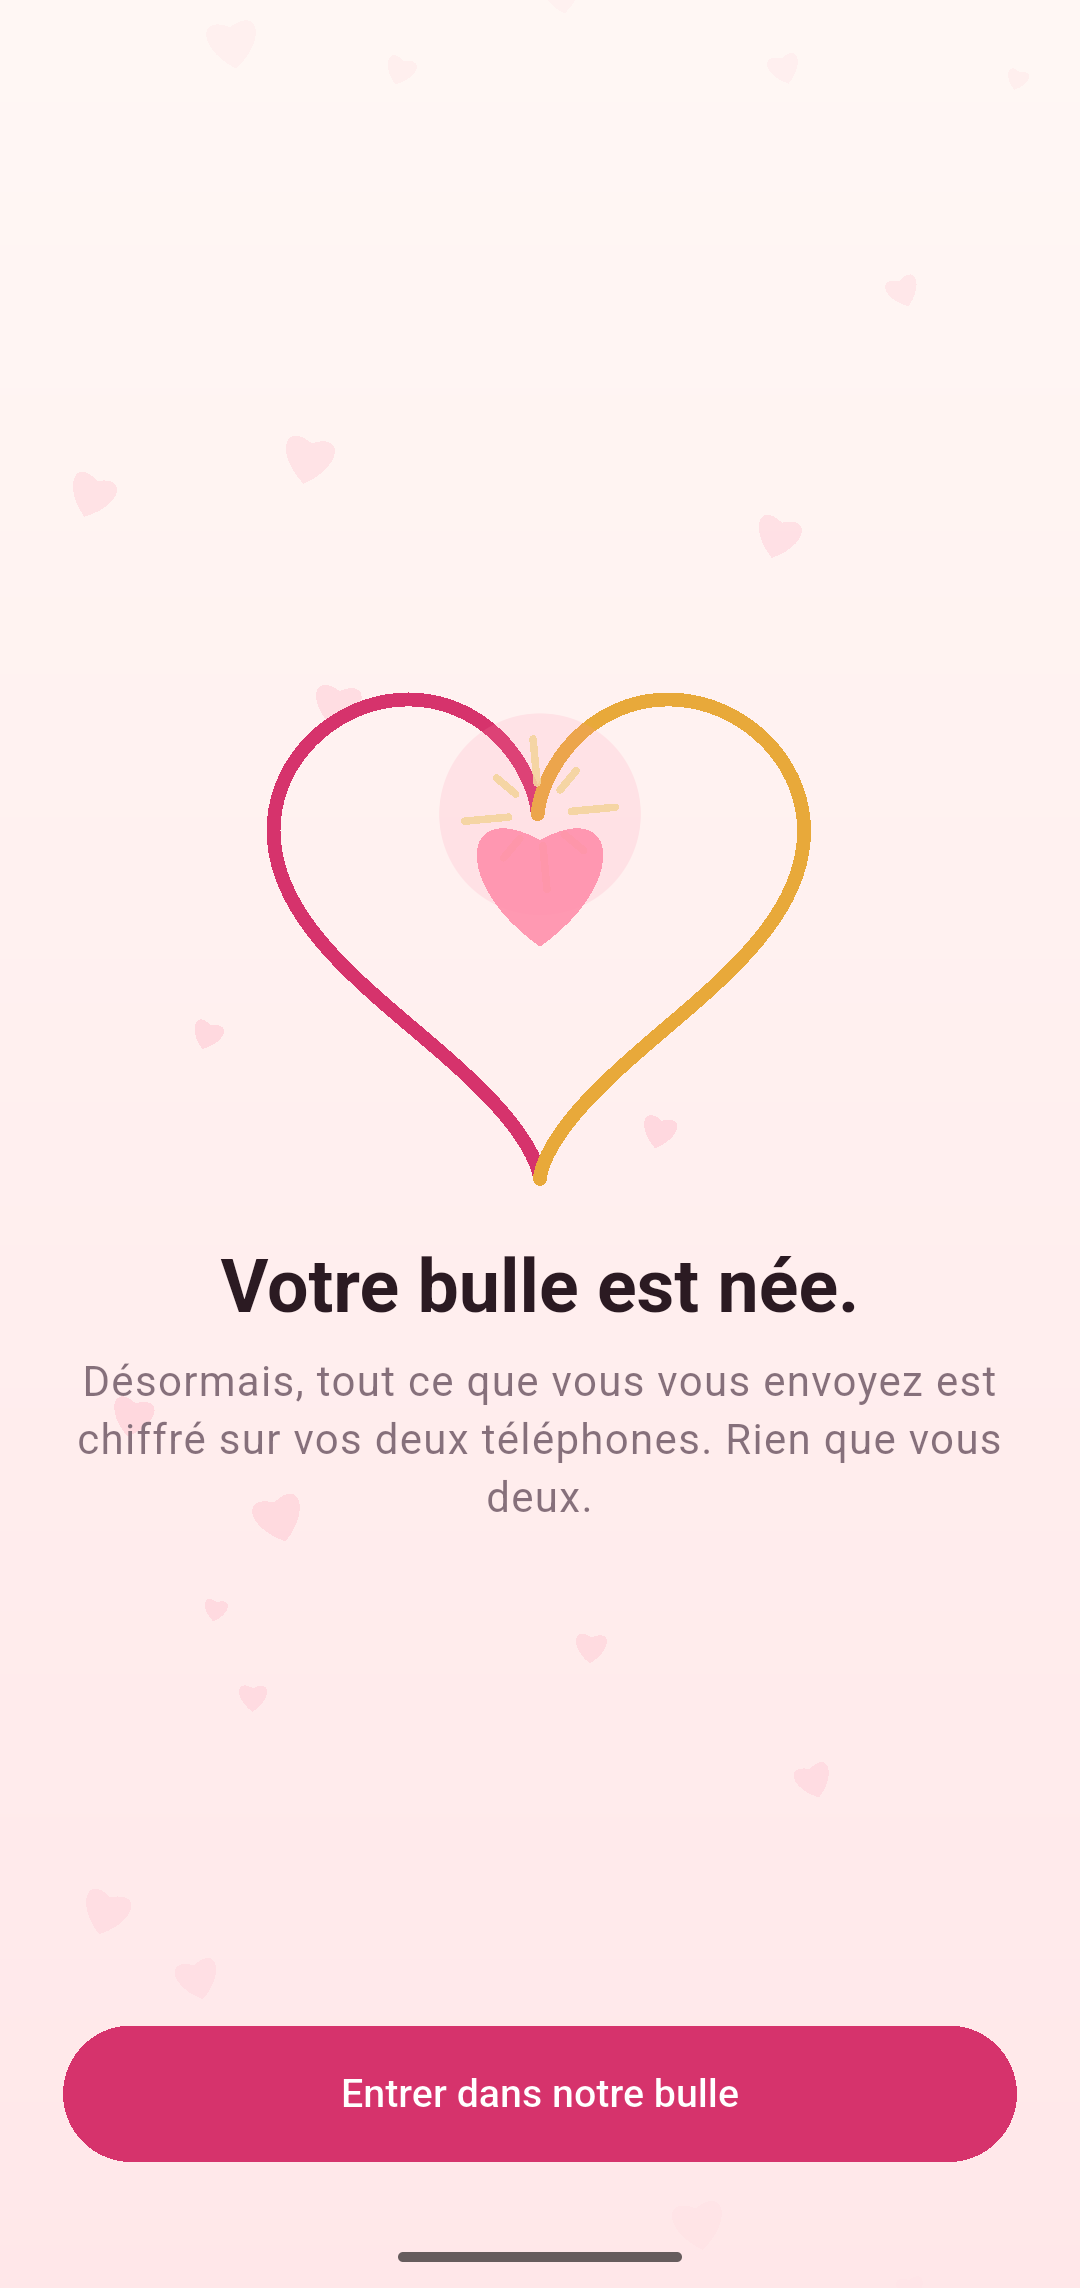 Votre bulle est née.
Désormais, tout ce que vous vous envoyez est
chiffré sur vos deux téléphones. Rien que vous
deux.
Entrer dans notre bulle